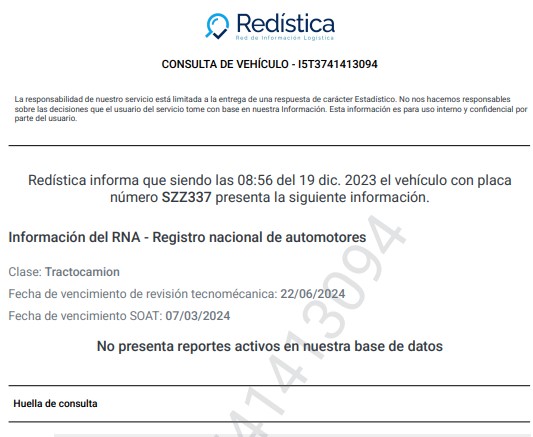 Redística
Red de Información Logística
CONSULTA DE VEHÍCULO - I5T3741413094
La responsabilidad de nuestro servicio está limitada a la entrega de una respuesta de carácter Estadístico. No nos hacemos responsables
sobre las decisiones que el usuario del servicio tome con base en nuestra Información. Esta información es para uso interno y confidencial por
parte del usuario.
Redística informa que siendo las 08:56 del 19 dic. 2023 el vehículo con placa
número SZZ337 presenta la siguiente información.
Información del RNA - Registro nacional de automotores
Clase: Tractocamion
Fecha de vencimiento de revisión tecnomécanica: 22/06/2024
Fecha de vencimiento SOAT: 07/03/2024
No presenta reportes activos en nuestra base de datos
Huella de consulta
41413094